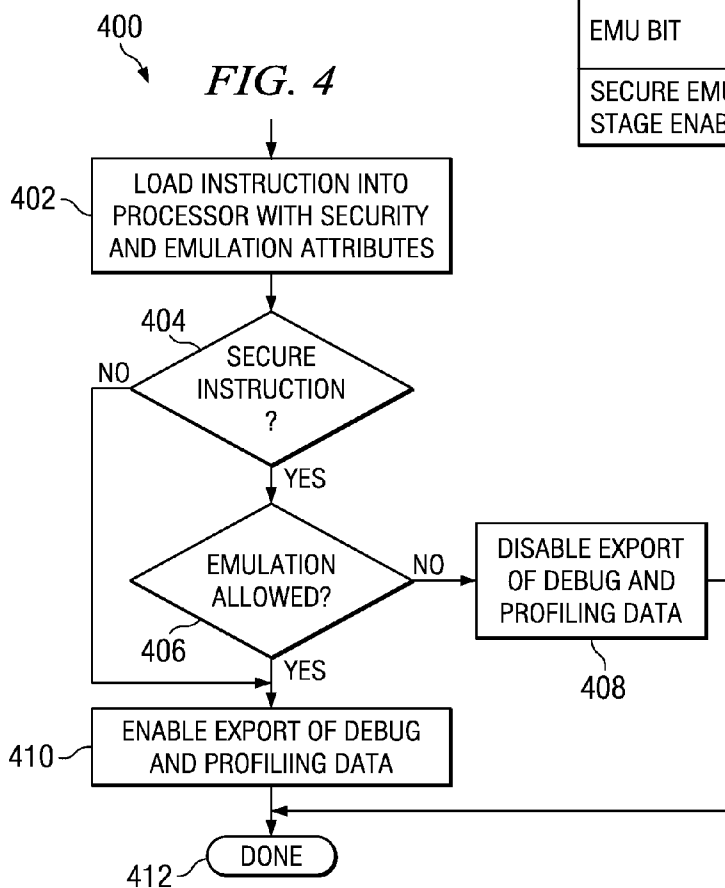 400
FIG. 4
EMU BIT
SECURE EMU
STAGE ENAB
402
LOAD INSTRUCTION INTO
PROCESSOR WITH SECURITY
AND EMULATION ATTRIBUTES
404
NO
SECURE
INSTRUCTION
?
YES
EMULATION
ALLOWED?
NO
DISABLE EXPORT
OF DEBUG AND
PROFILING DATA
406
YES
408
410
ENABLE EXPORT OF DEBUG
AND PROFILIING DATA
DONE
412